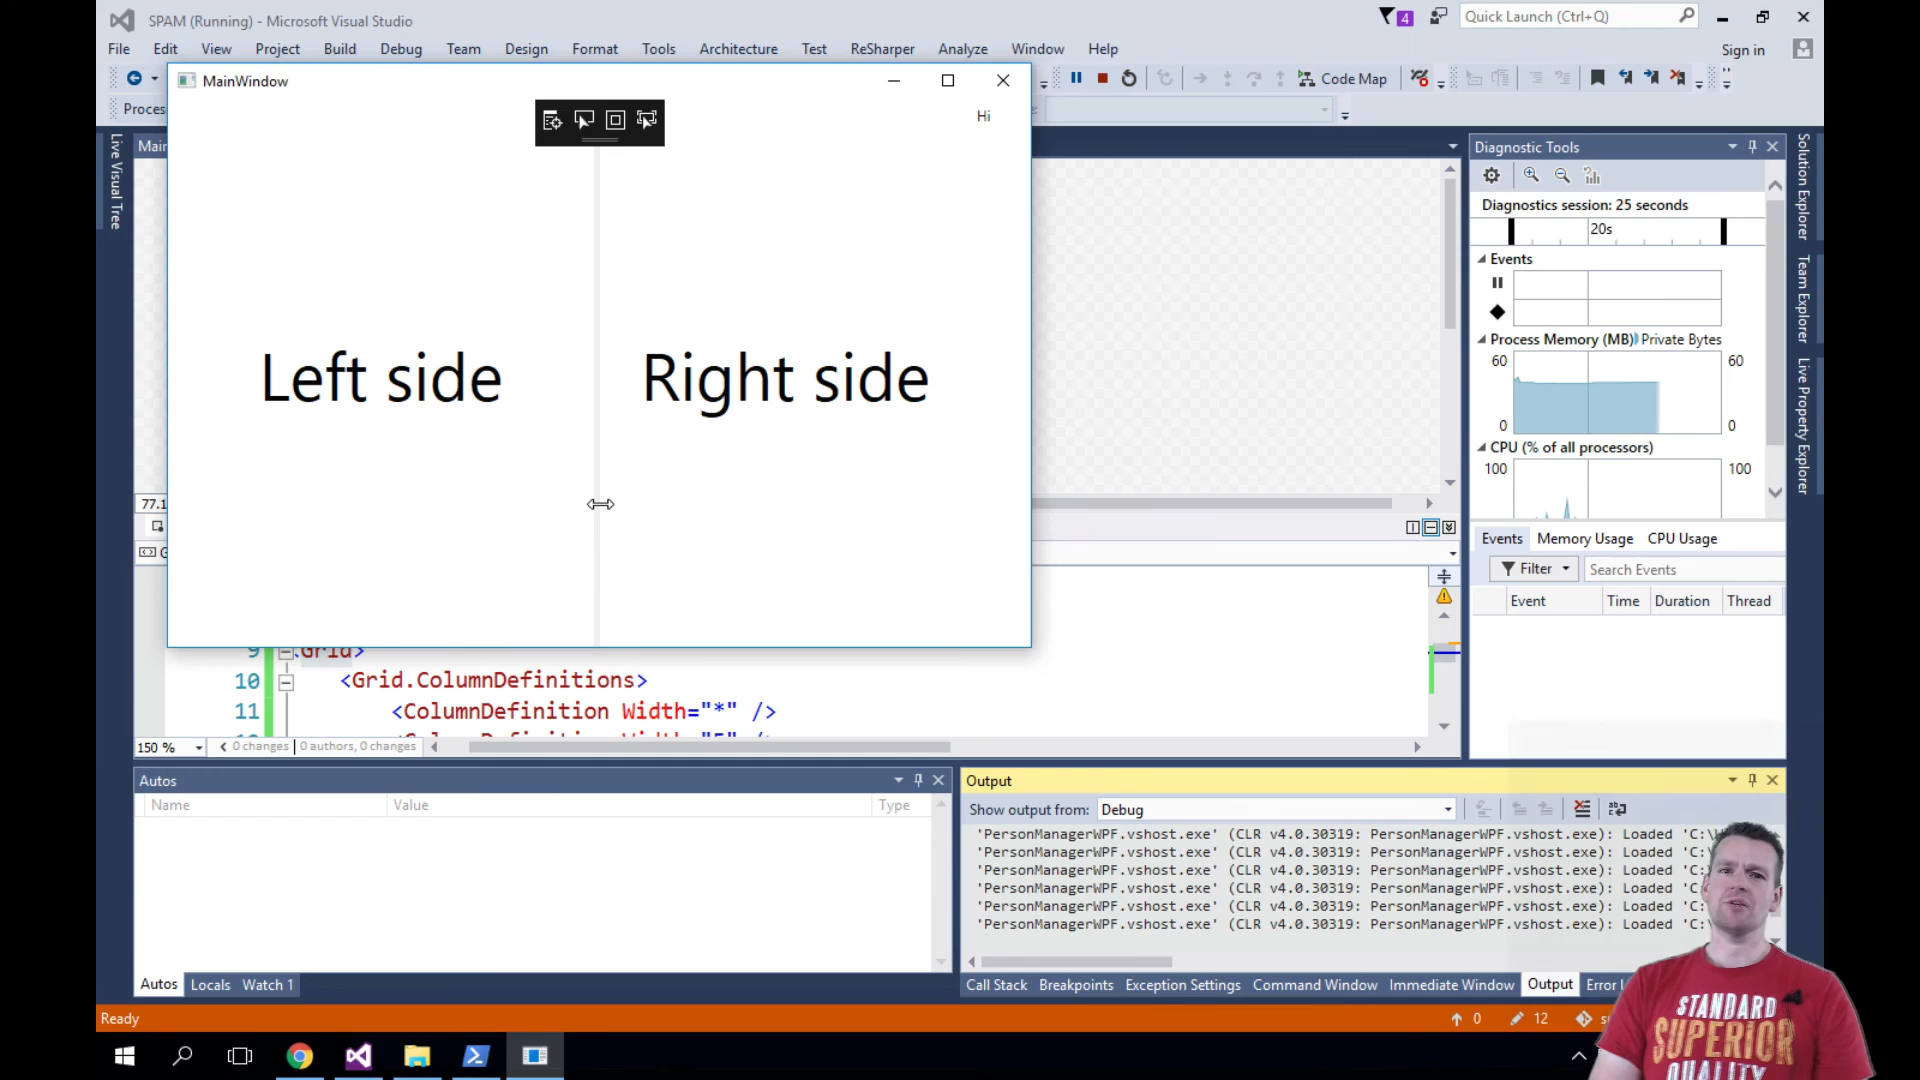 SPAM (Running) - Microsoft Visual Studio
4
Quick Launch (Ctrl+Q)
File Edit View Project Build Debug Team Design Format Tools Architecture Test ReSharper Analyze Window Help
Sign in
MainWindow
Code Map
Proces
Hi
Live Visual Tree
Mai
Diagnostic Tools
Solution Explorer
Team Explorer
Live Property Explorer
Diagnostics session: 25 seconds
20s
Events
Process Memory (MB) Private Bytes
60 60
0 0
CPU (% of all processors)
100 100
Left side
Right side
77.1
G
Events Memory Usage CPU Usage
Filter
Search Events
Event Time Duration Thread
9 <Grid>
10 <Grid.ColumnDefinitions>
11 <ColumnDefinition Width="*" />
150 % 0 changes | 0 authors, 0 changes
Autos
Name Value Type
Output
Show output from: Debug
'PersonManagerWPF.vshost.exe' (CLR v4.0.30319: PersonManagerWPF.vshost.exe): Loaded 'C:\
'PersonManagerWPF.vshost.exe' (CLR v4.0.30319: PersonManagerWPF.vshost.exe): Loaded 'C:\
'PersonManagerWPF.vshost.exe' (CLR v4.0.30319: PersonManagerWPF.vshost.exe): Loaded 'C:\
'PersonManagerWPF.vshost.exe' (CLR v4.0.30319: PersonManagerWPF.vshost.exe): Loaded 'C:\
'PersonManagerWPF.vshost.exe' (CLR v4.0.30319: PersonManagerWPF.vshost.exe): Loaded 'C:\
'PersonManagerWPF.vshost.exe' (CLR v4.0.30319: PersonManagerWPF.vshost.exe): Loaded 'C:\
Autos Locals Watch 1
Call Stack Breakpoints Exception Settings Command Window Immediate Window Output Error L
Ready
0 12
STANDARD
SUPERIOR
QUALITY